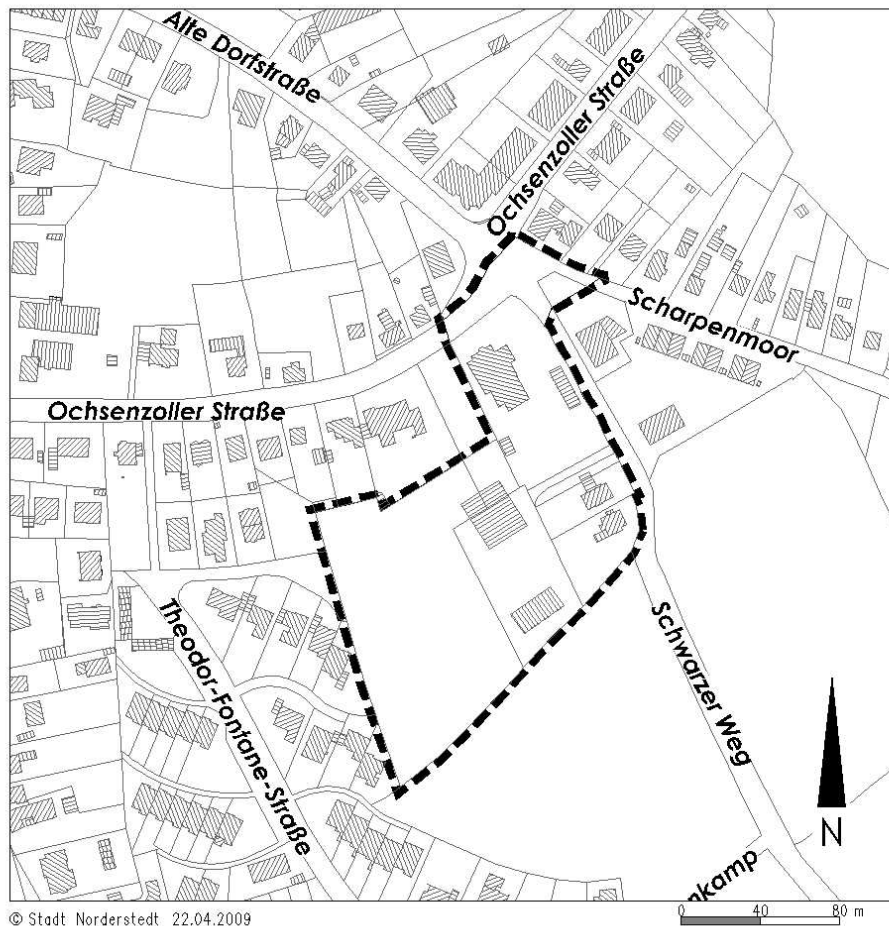 Alte Dorfstraße
Ochsenzoller Straße
Scharpenmoor
Ochsenzoller Straße
Theodor-Fontane-Straße
Schwarzer Weg
N
nkamp
© Stadt Norderstedt 22.04.2009
0 40 80 m